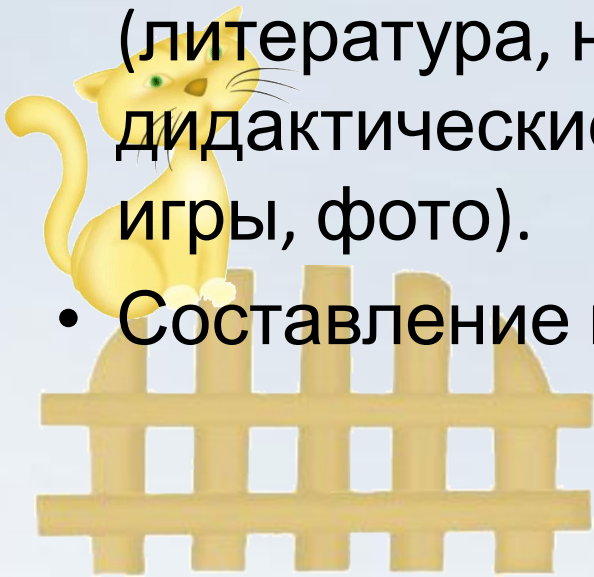 (литература, н
дидактически
игры, фото).
• Составление